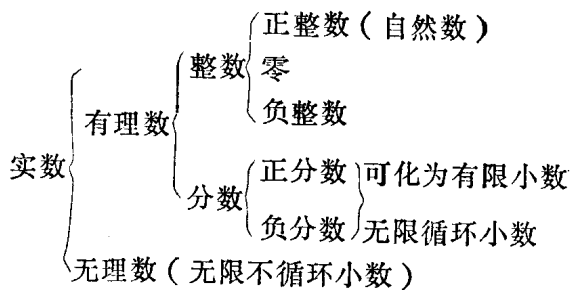 正整数（自然数）
整数
零
有理数
负整数
实数
正分数
可化为有限小数
分数
负分数
无限循环小数
无理数（无限不循环小数）